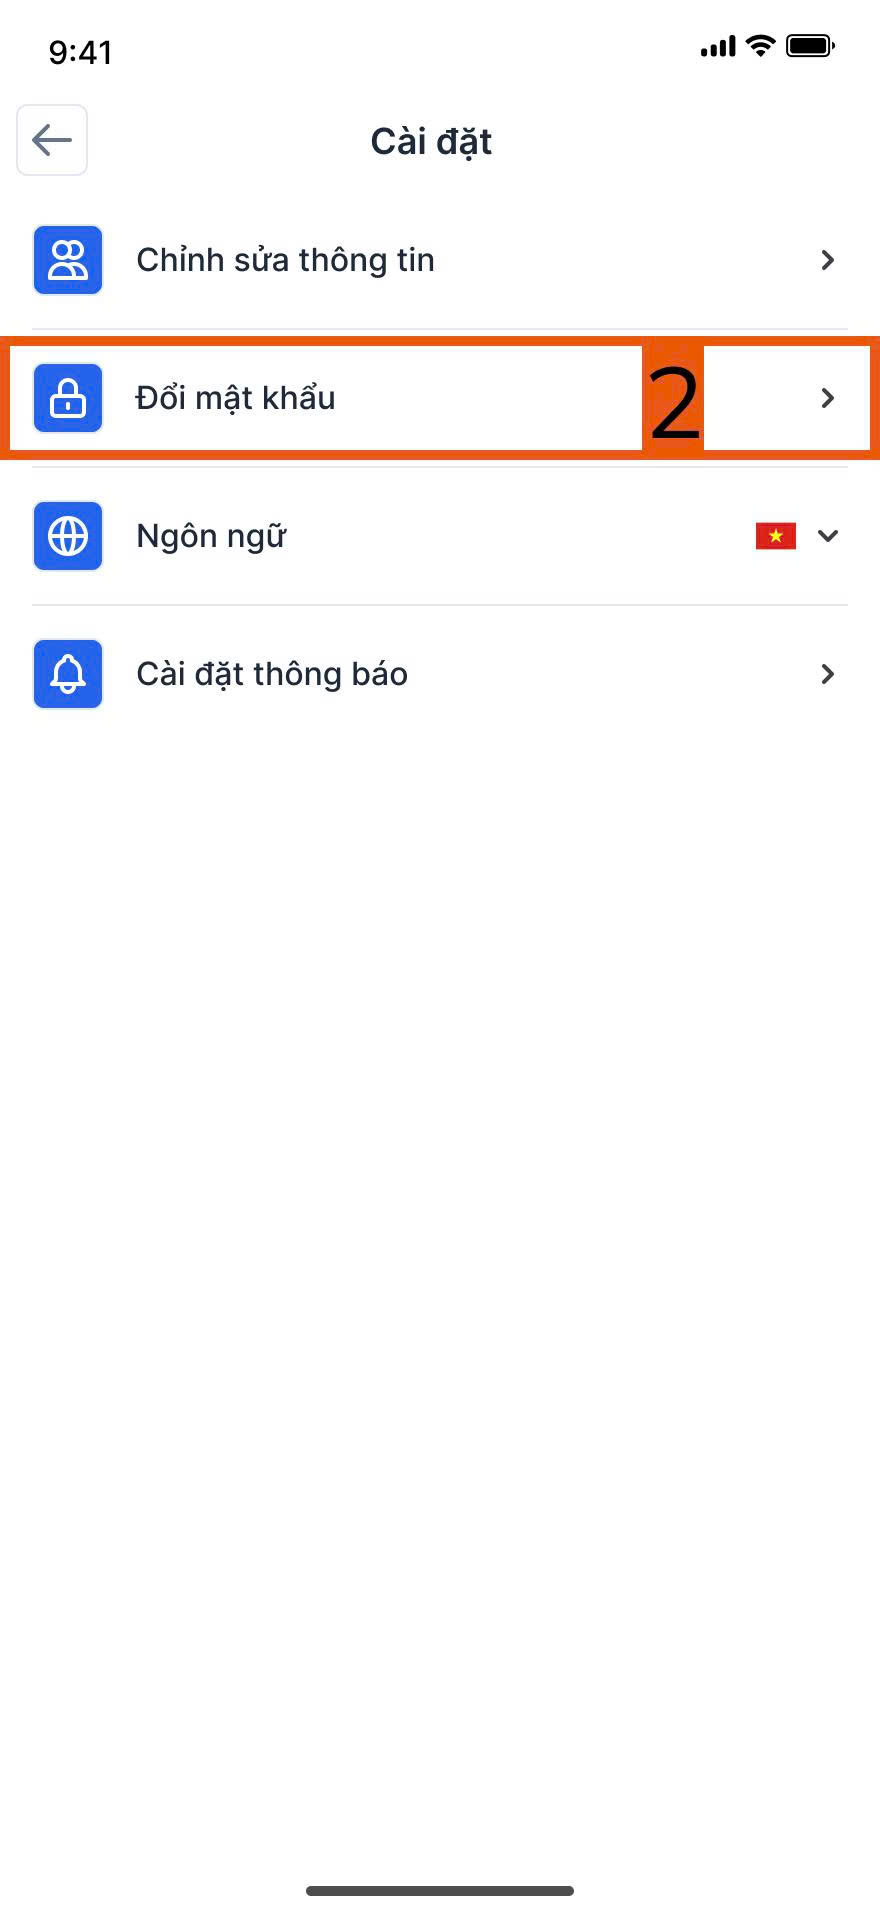 9:41
Cài đặt
Chỉnh sửa thông tin
Đổi mật khẩu
2
Ngôn ngữ
Cài đặt thông báo